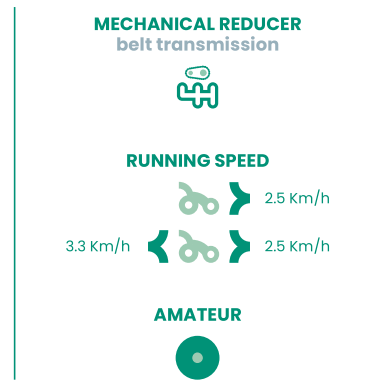 MECHANICAL REDUCER
belt transmission
RUNNING SPEED
2.5 Km/h
3.3 Km/h 2.5 Km/h
AMATEUR